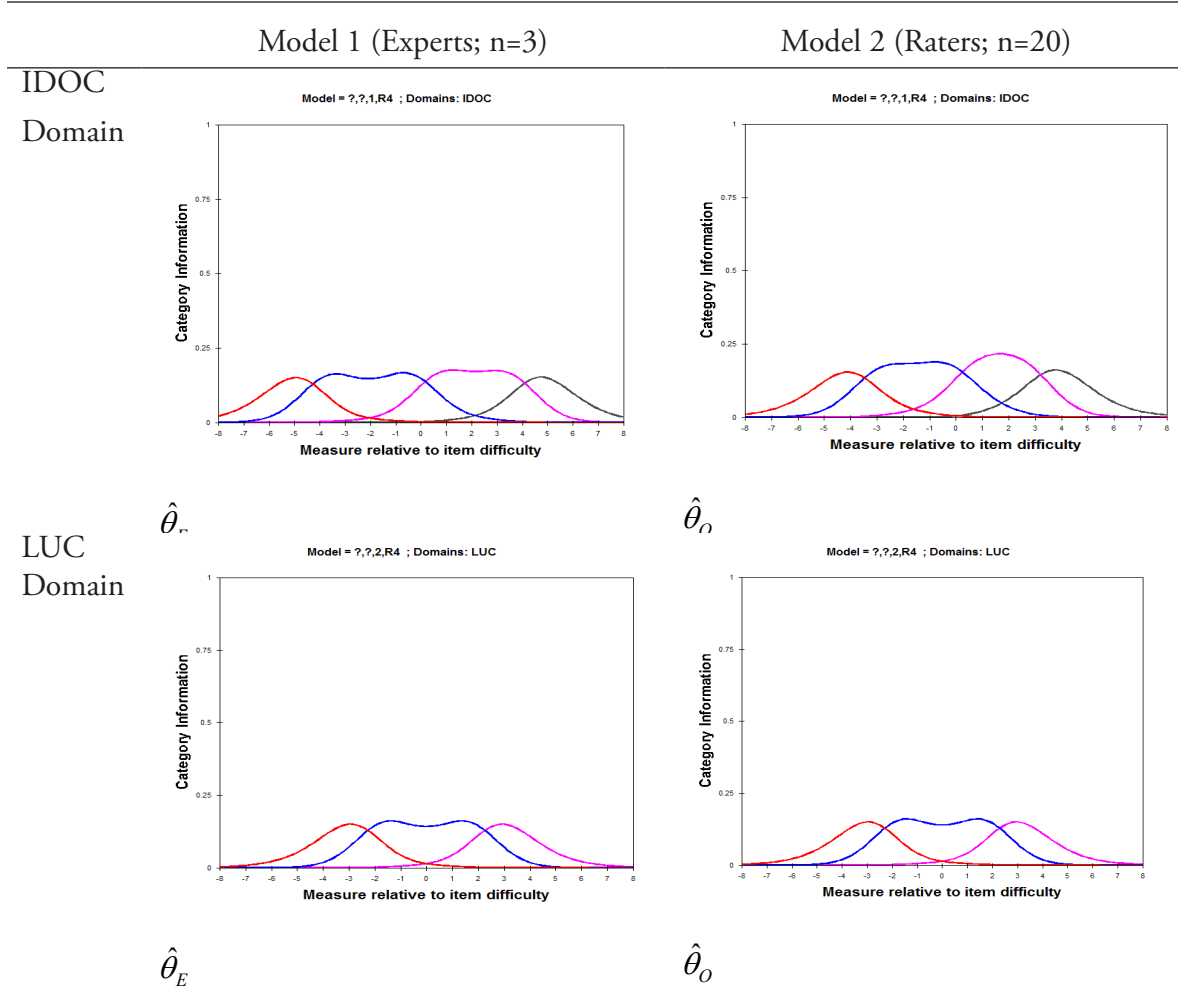 Model 1 (Experts; n=3)
Model 2 (Raters; n=20)
IDOC
Domain
Model = ?,?,1,R4 ; Domains: IDOC
1
0.75
0.5
0.25
0
Category Information
-8 -7 -6 -5 -4 -3 -2 -1 0 1 2 3 4 5 6 7 8
Measure relative to item difficulty
Model = ?,?,1,R4 ; Domains: IDOC
1
0.75
0.5
0.25
0
Category Information
-8 -7 -6 -5 -4 -3 -2 -1 0 1 2 3 4 5 6 7 8
Measure relative to item difficulty
θ̂
θ̂
LUC
Domain
Model = ?,?,2,R4 ; Domains: LUC
1
0.75
0.5
0.25
0
Category Information
-8 -7 -6 -5 -4 -3 -2 -1 0 1 2 3 4 5 6 7 8
Measure relative to item difficulty
Model = ?,?,2,R4 ; Domains: LUC
1
0.75
0.5
0.25
0
Category Information
-8 -7 -6 -5 -4 -3 -2 -1 0 1 2 3 4 5 6 7 8
Measure relative to item difficulty
θ̂E
θ̂O